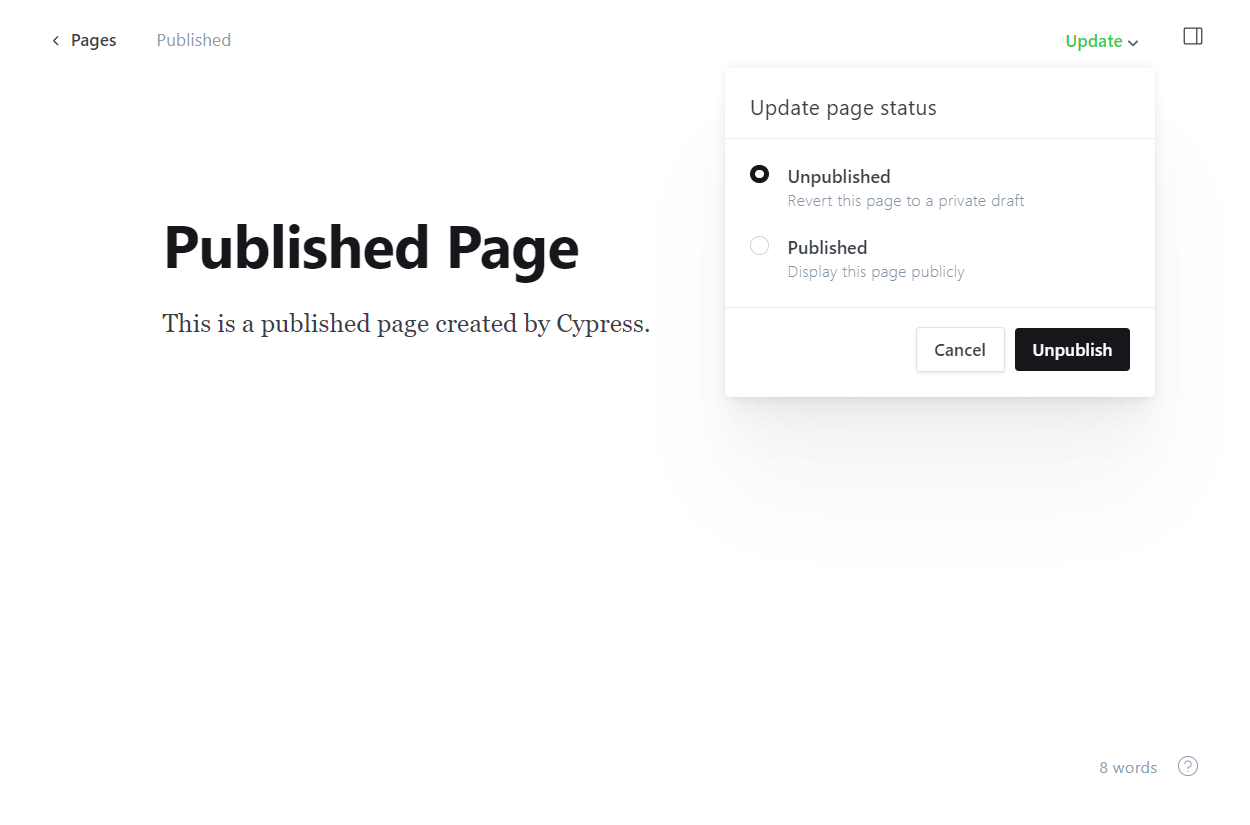 Pages
Published
Update
Update page status
Unpublished
Revert this page to a private draft
Published
Display this page publicly
Cancel
Unpublish
Published Page
This is a published page created by Cypress.
8 words
?